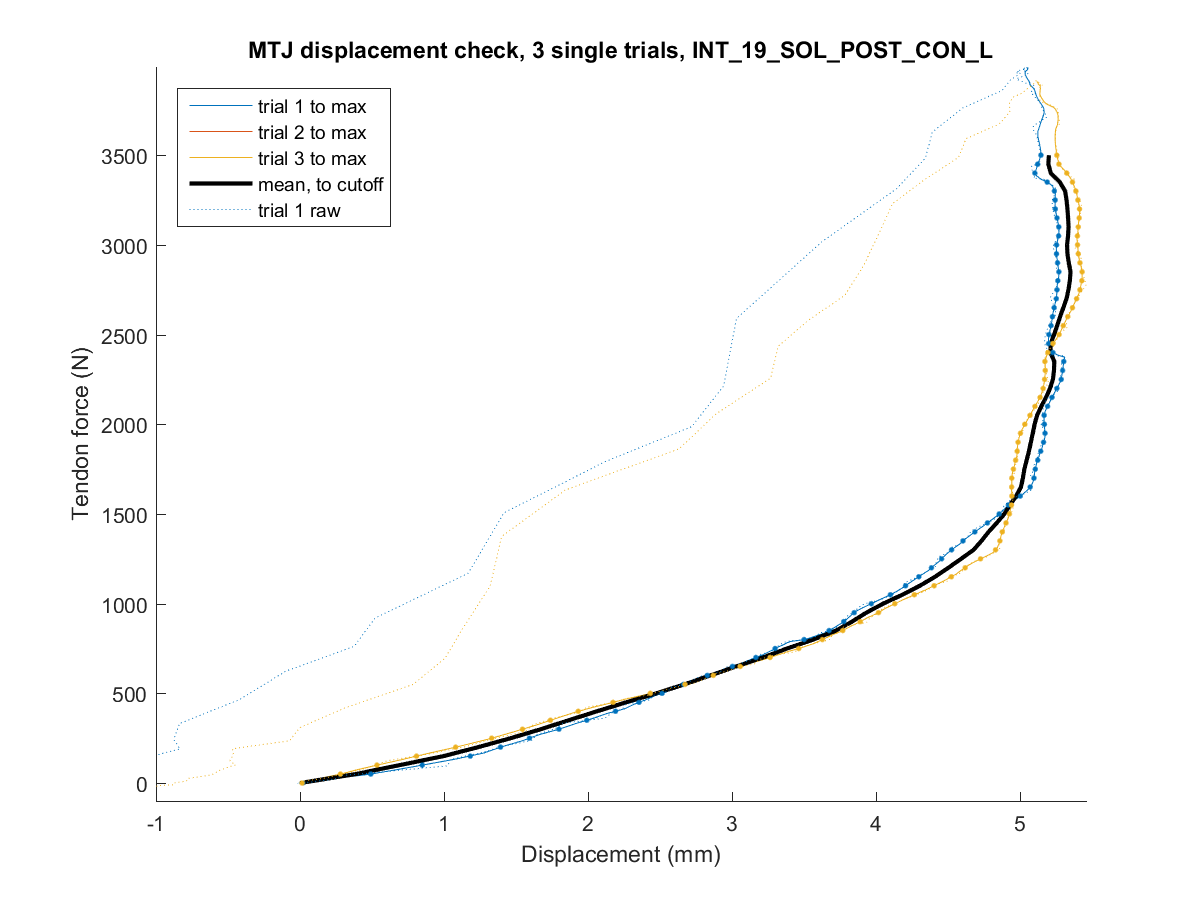 MTJ displacement check, 3 single trials, INT_19_SOL_POST_CON_L
trial 1 to max
trial 2 to max
trial 3 to max
mean, to cutoff
trial 1 raw
3500
3000
2500
2000
1500
1000
500
0
Tendon force (N)
-1
0
1
2
3
4
5
Displacement (mm)